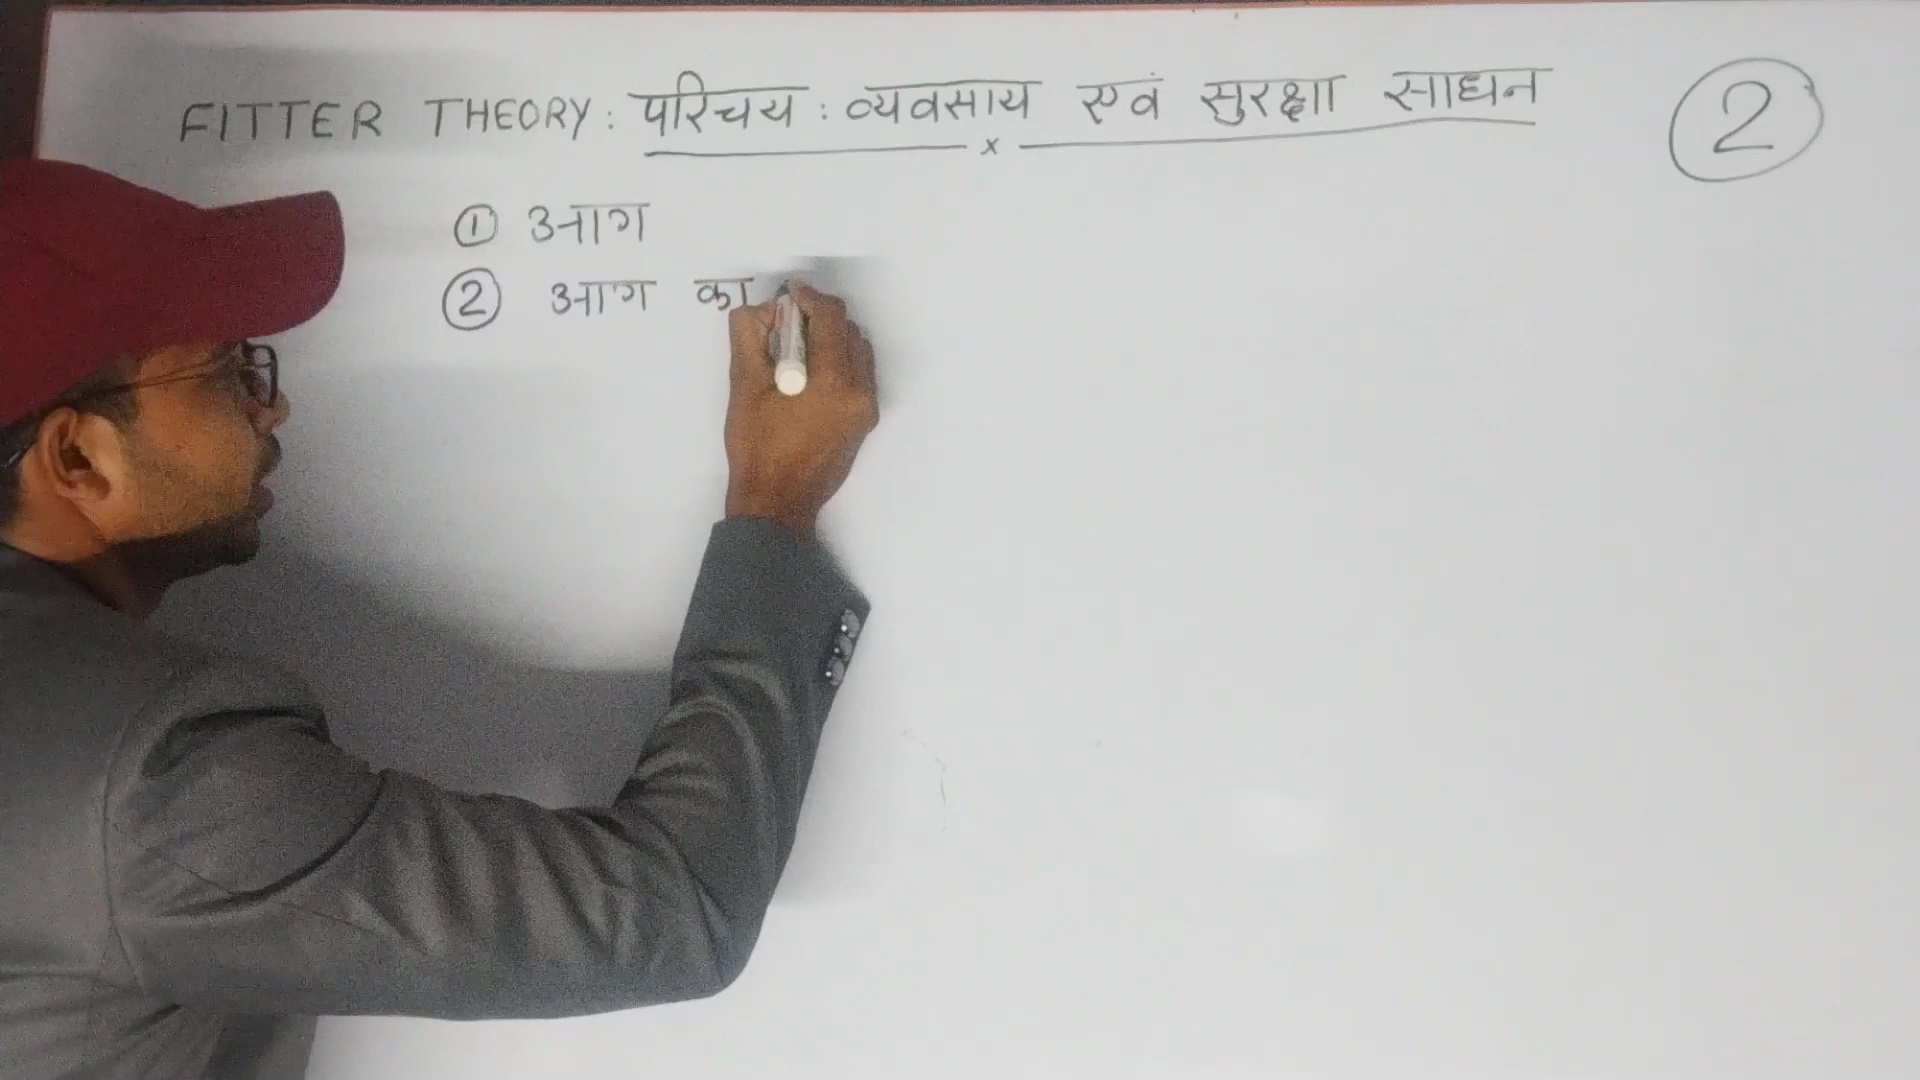 FITTER THEORY: परिचय : व्यवसाय एवं सुरक्षा साधन
2
① आग
② आग का